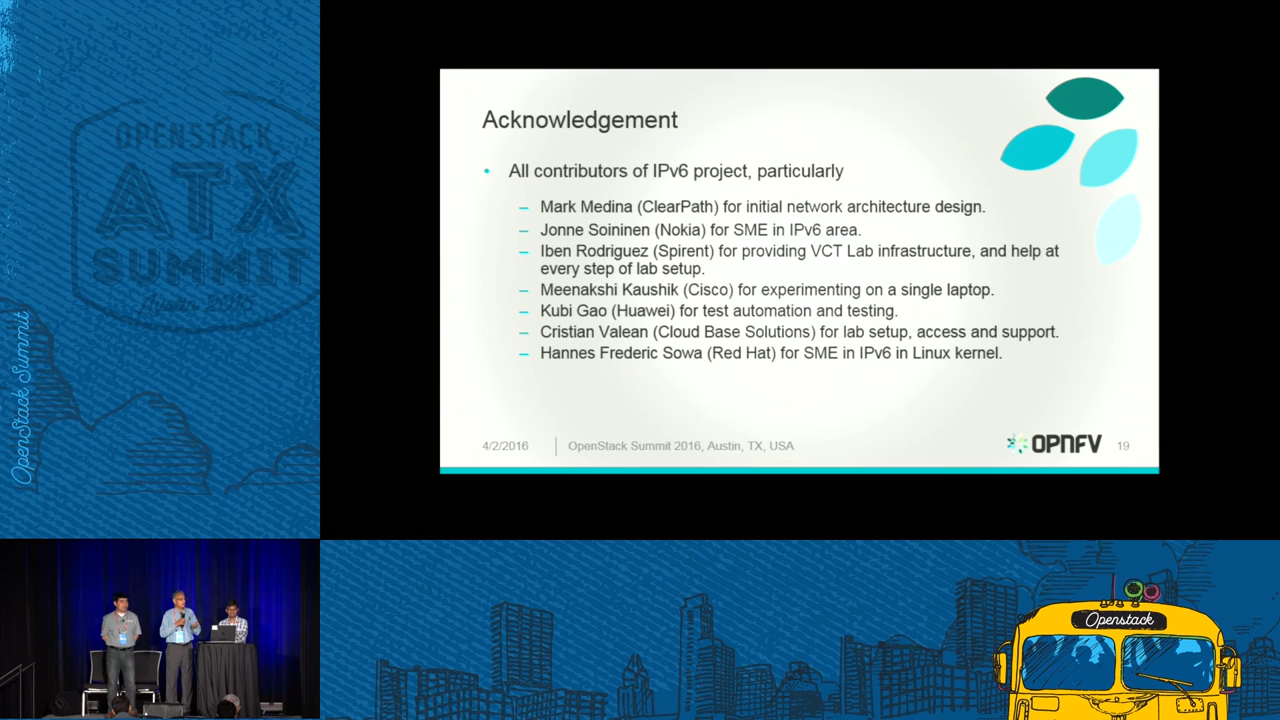 OPENSTACK
ATX
SUMMIT
Austin 20
OpenStack Summit
Acknowledgement
• All contributors of IPv6 project, particularly
– Mark Medina (ClearPath) for initial network architecture design.
– Jonne Soininen (Nokia) for SME in IPv6 area.
– Iben Rodriguez (Spirent) for providing VCT Lab infrastructure, and help at
every step of lab setup.
– Meenakshi Kaushik (Cisco) for experimenting on a single laptop.
– Kubi Gao (Huawei) for test automation and testing.
– Cristian Valean (Cloud Base Solutions) for lab setup, access and support.
– Hannes Frederic Sowa (Red Hat) for SME in IPv6 in Linux kernel.
4/2/2016
OpenStack Summit 2016, Austin, TX, USA
OPNFV
19
Openstack